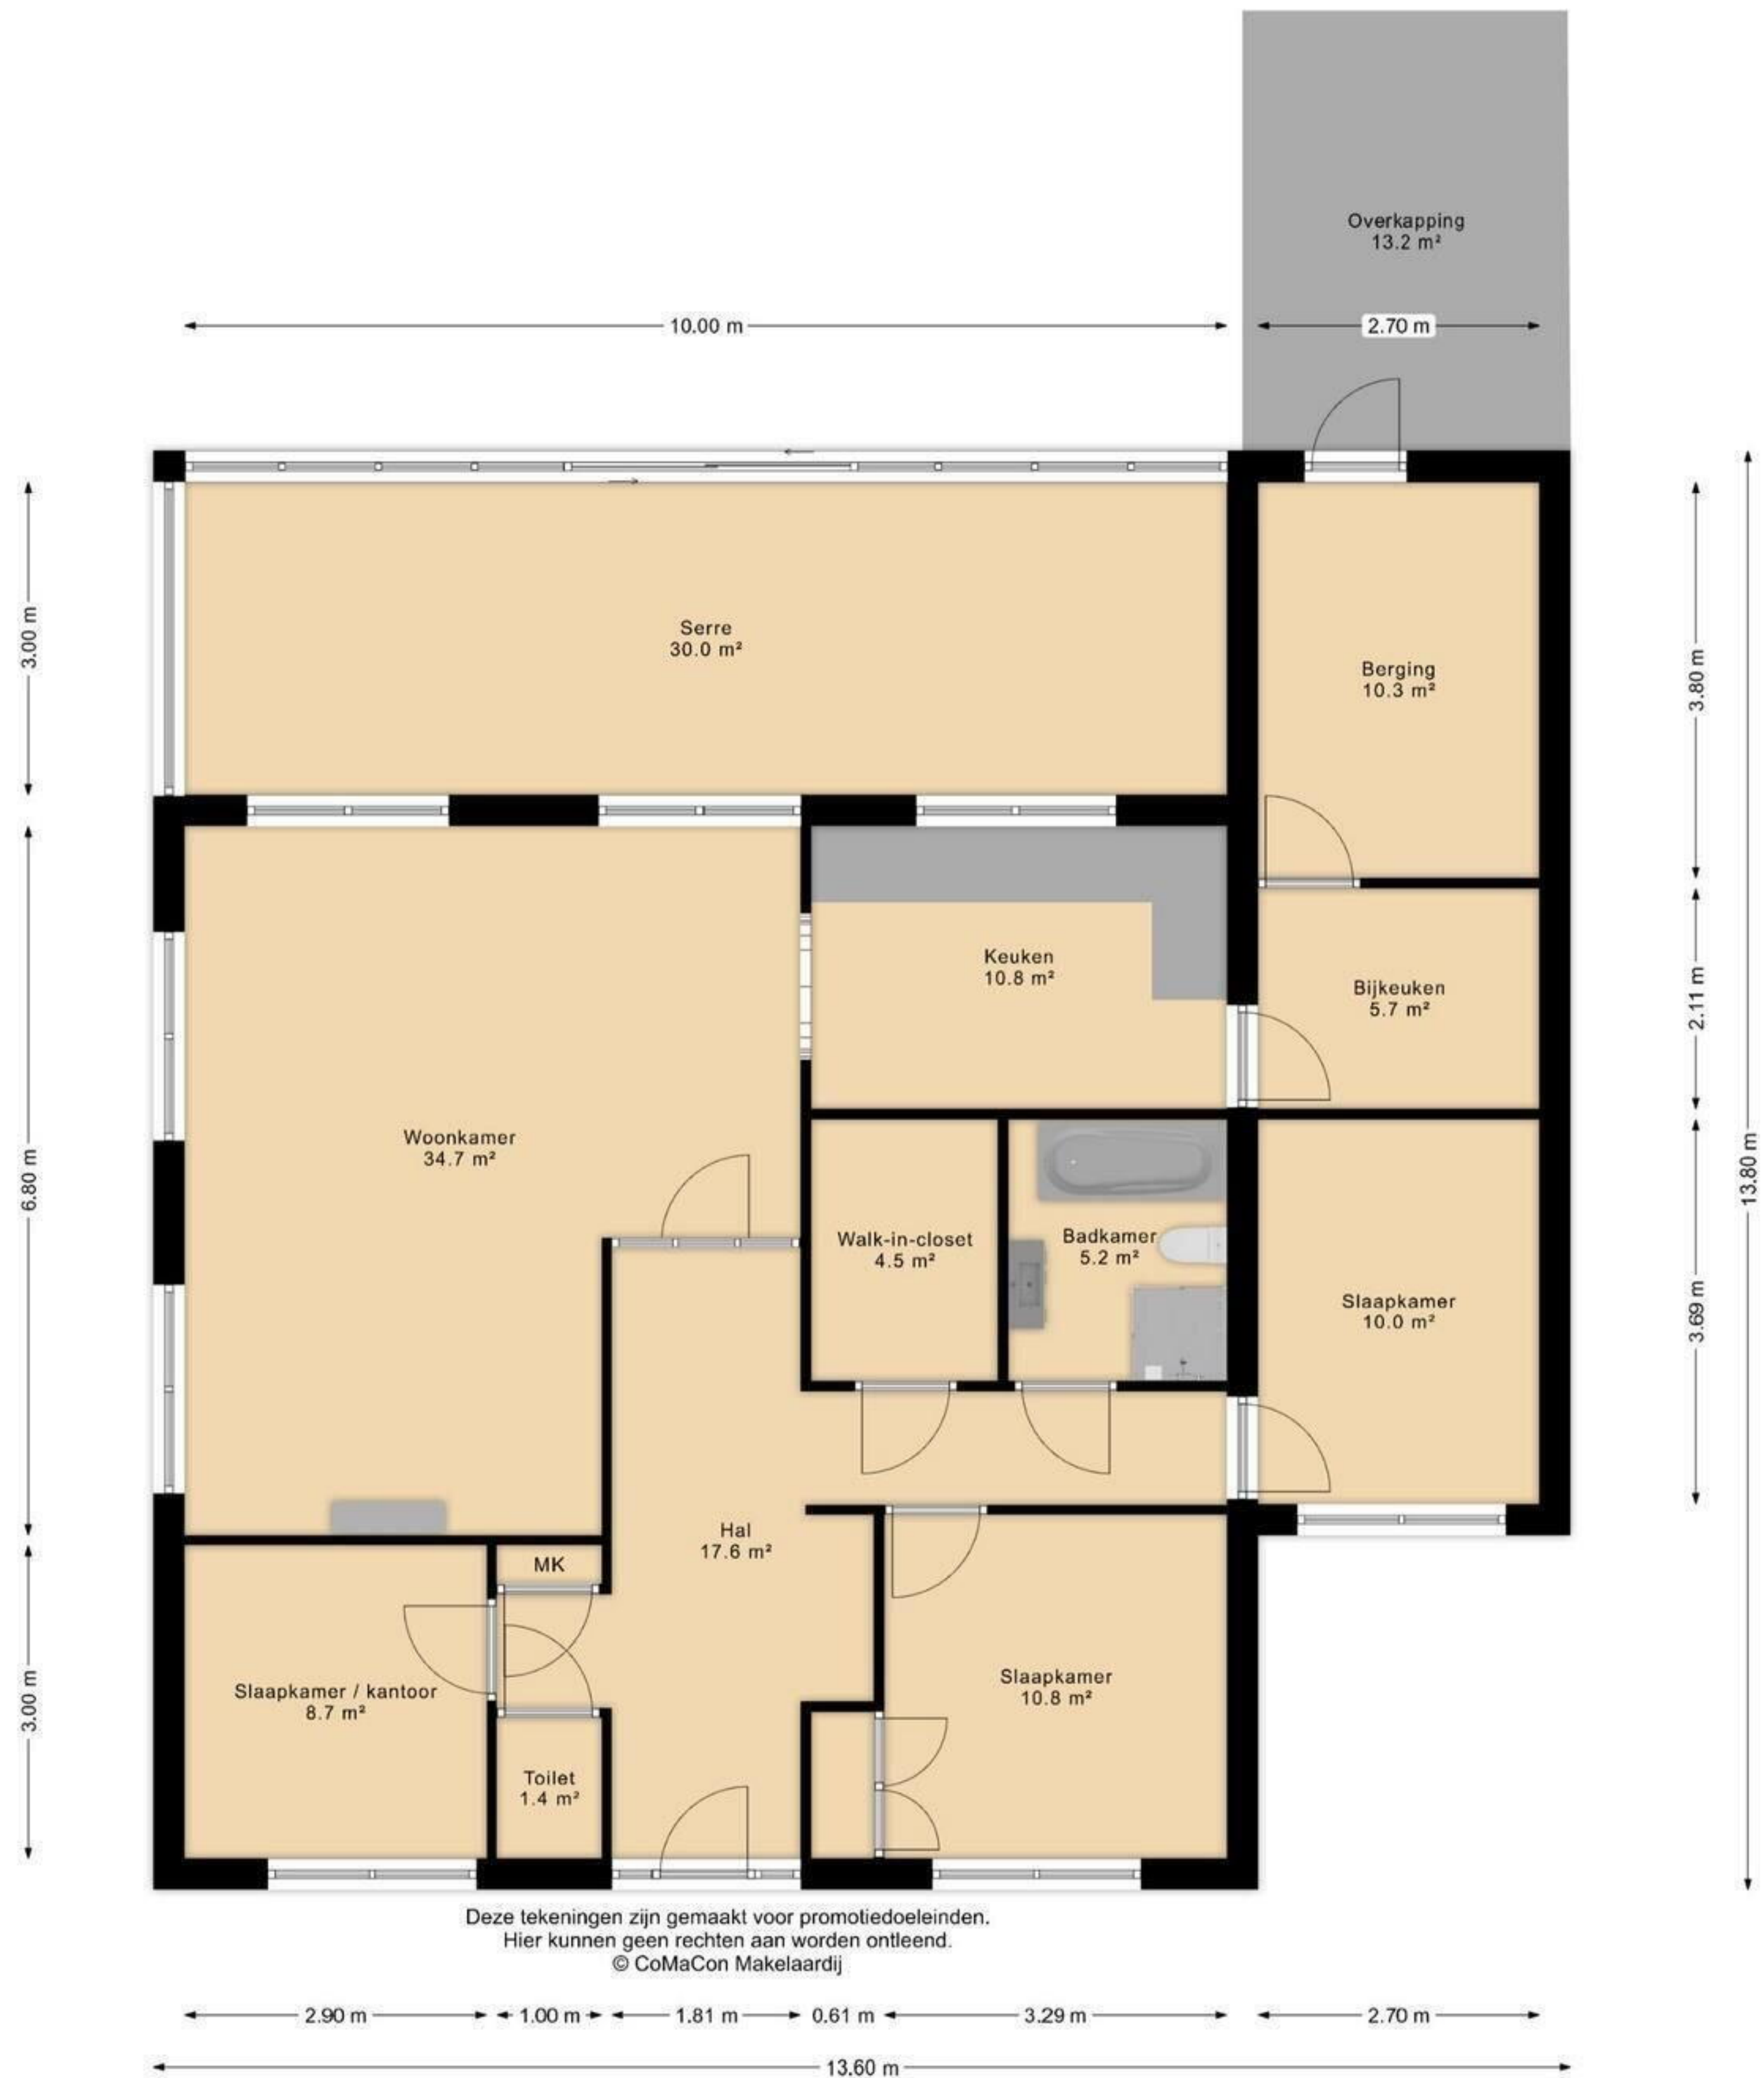 Overkapping
13.2 m²
10.00 m
2.70 m
3.00 m
Serre
30.0 m²
Berging
10.3 m²
3.80 m
Keuken
10.8 m²
Bijkeuken
5.7 m²
2.11 m
Woonkamer
34.7 m²
6.80 m
13.80 m
Walk-in-closet
4.5 m²
Badkamer
5.2 m²
Slaapkamer
10.0 m²
3.69 m
Hal
17.6 m²
MK
Slaapkamer / kantoor
8.7 m²
3.00 m
Slaapkamer
10.8 m²
Toilet
1.4 m²
Deze tekeningen zijn gemaakt voor promotiedoeleinden.
Hier kunnen geen rechten aan worden ontleend.
© CoMaCon Makelaardij
2.90 m
1.00 m
1.81 m
0.61 m
3.29 m
2.70 m
13.60 m